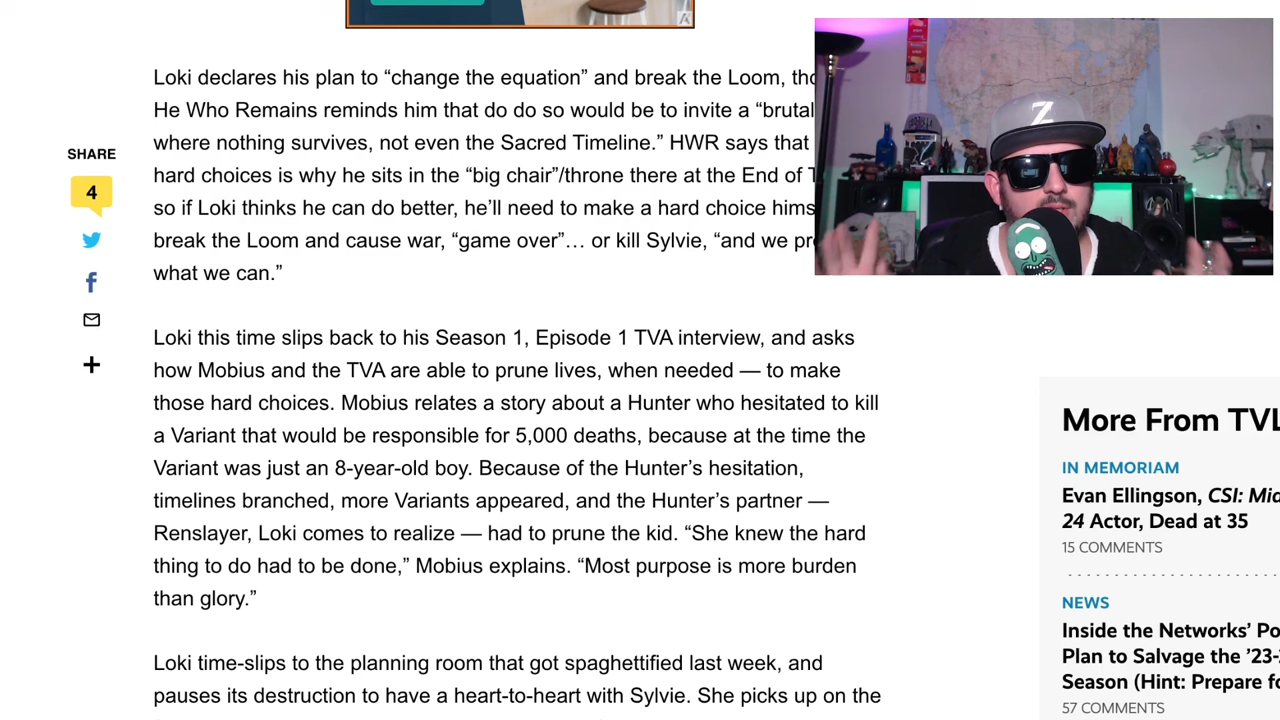 Loki declares his plan to “change the equation” and break the Loom,
He Who Remains reminds him that do do so would be to invite a “brutal
where nothing survives, not even the Sacred Timeline.” HWR says that
hard choices is why he sits in the “big chair”/throne there at the End of
so if Loki thinks he can do better, he’ll need to make a hard choice
break the Loom and cause war, “game over”… or kill Sylvie, “and we
what we can.”
SHARE
4
Loki this time slips back to his Season 1, Episode 1 TVA interview, and asks
how Mobius and the TVA are able to prune lives, when needed — to make
those hard choices. Mobius relates a story about a Hunter who hesitated to kill
a Variant that would be responsible for 5,000 deaths, because at the time the
Variant was just an 8-year-old boy. Because of the Hunter’s hesitation,
timelines branched, more Variants appeared, and the Hunter’s partner —
Renslayer, Loki comes to realize — had to prune the kid. “She knew the hard
thing to do had to be done,” Mobius explains. “Most purpose is more burden
than glory.”
Loki time-slips to the planning room that got spaghettified last week, and
pauses its destruction to have a heart-to-heart with Sylvie. She picks up on the
Z
More From
IN MEMORIAM
Evan Ellingson, CSI:
24 Actor, Dead at 35
15 COMMENTS
NEWS
Inside the Networks’
Plan to Salvage the
Season (Hint: Prepare
57 COMMENTS